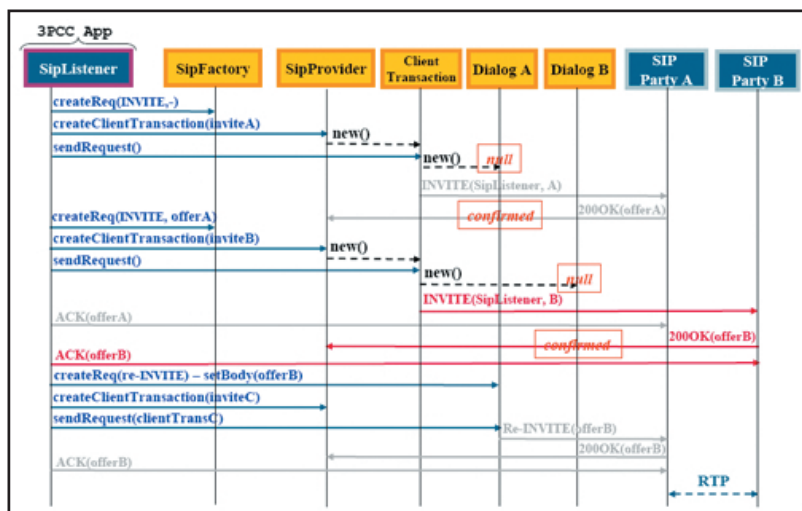 3PCC App
SipListener
SipFactory
SipProvider
Client
Transaction
Dialog A
Dialog B
SIP
Party A
SIP
Party B
createReq(INVITE,-)
createClientTransaction(inviteA)
new()
sendRequest()
new()
null
INVITE(SipListener, A)
confirmed
200OK(offerA)
createReq(INVITE, offerA)
createClientTransaction(inviteB)
new()
sendRequest()
new()
null
INVITE(SipListener, B)
ACK(offerA)
confirmed
200OK(offerB)
ACK(offerB)
createReq(re-INVITE) – setBody(offerB)
createClientTransaction(inviteC)
sendRequest(clientTransC)
Re-INVITE(offerB)
200OK(offerB)
ACK(offerB)
RTP